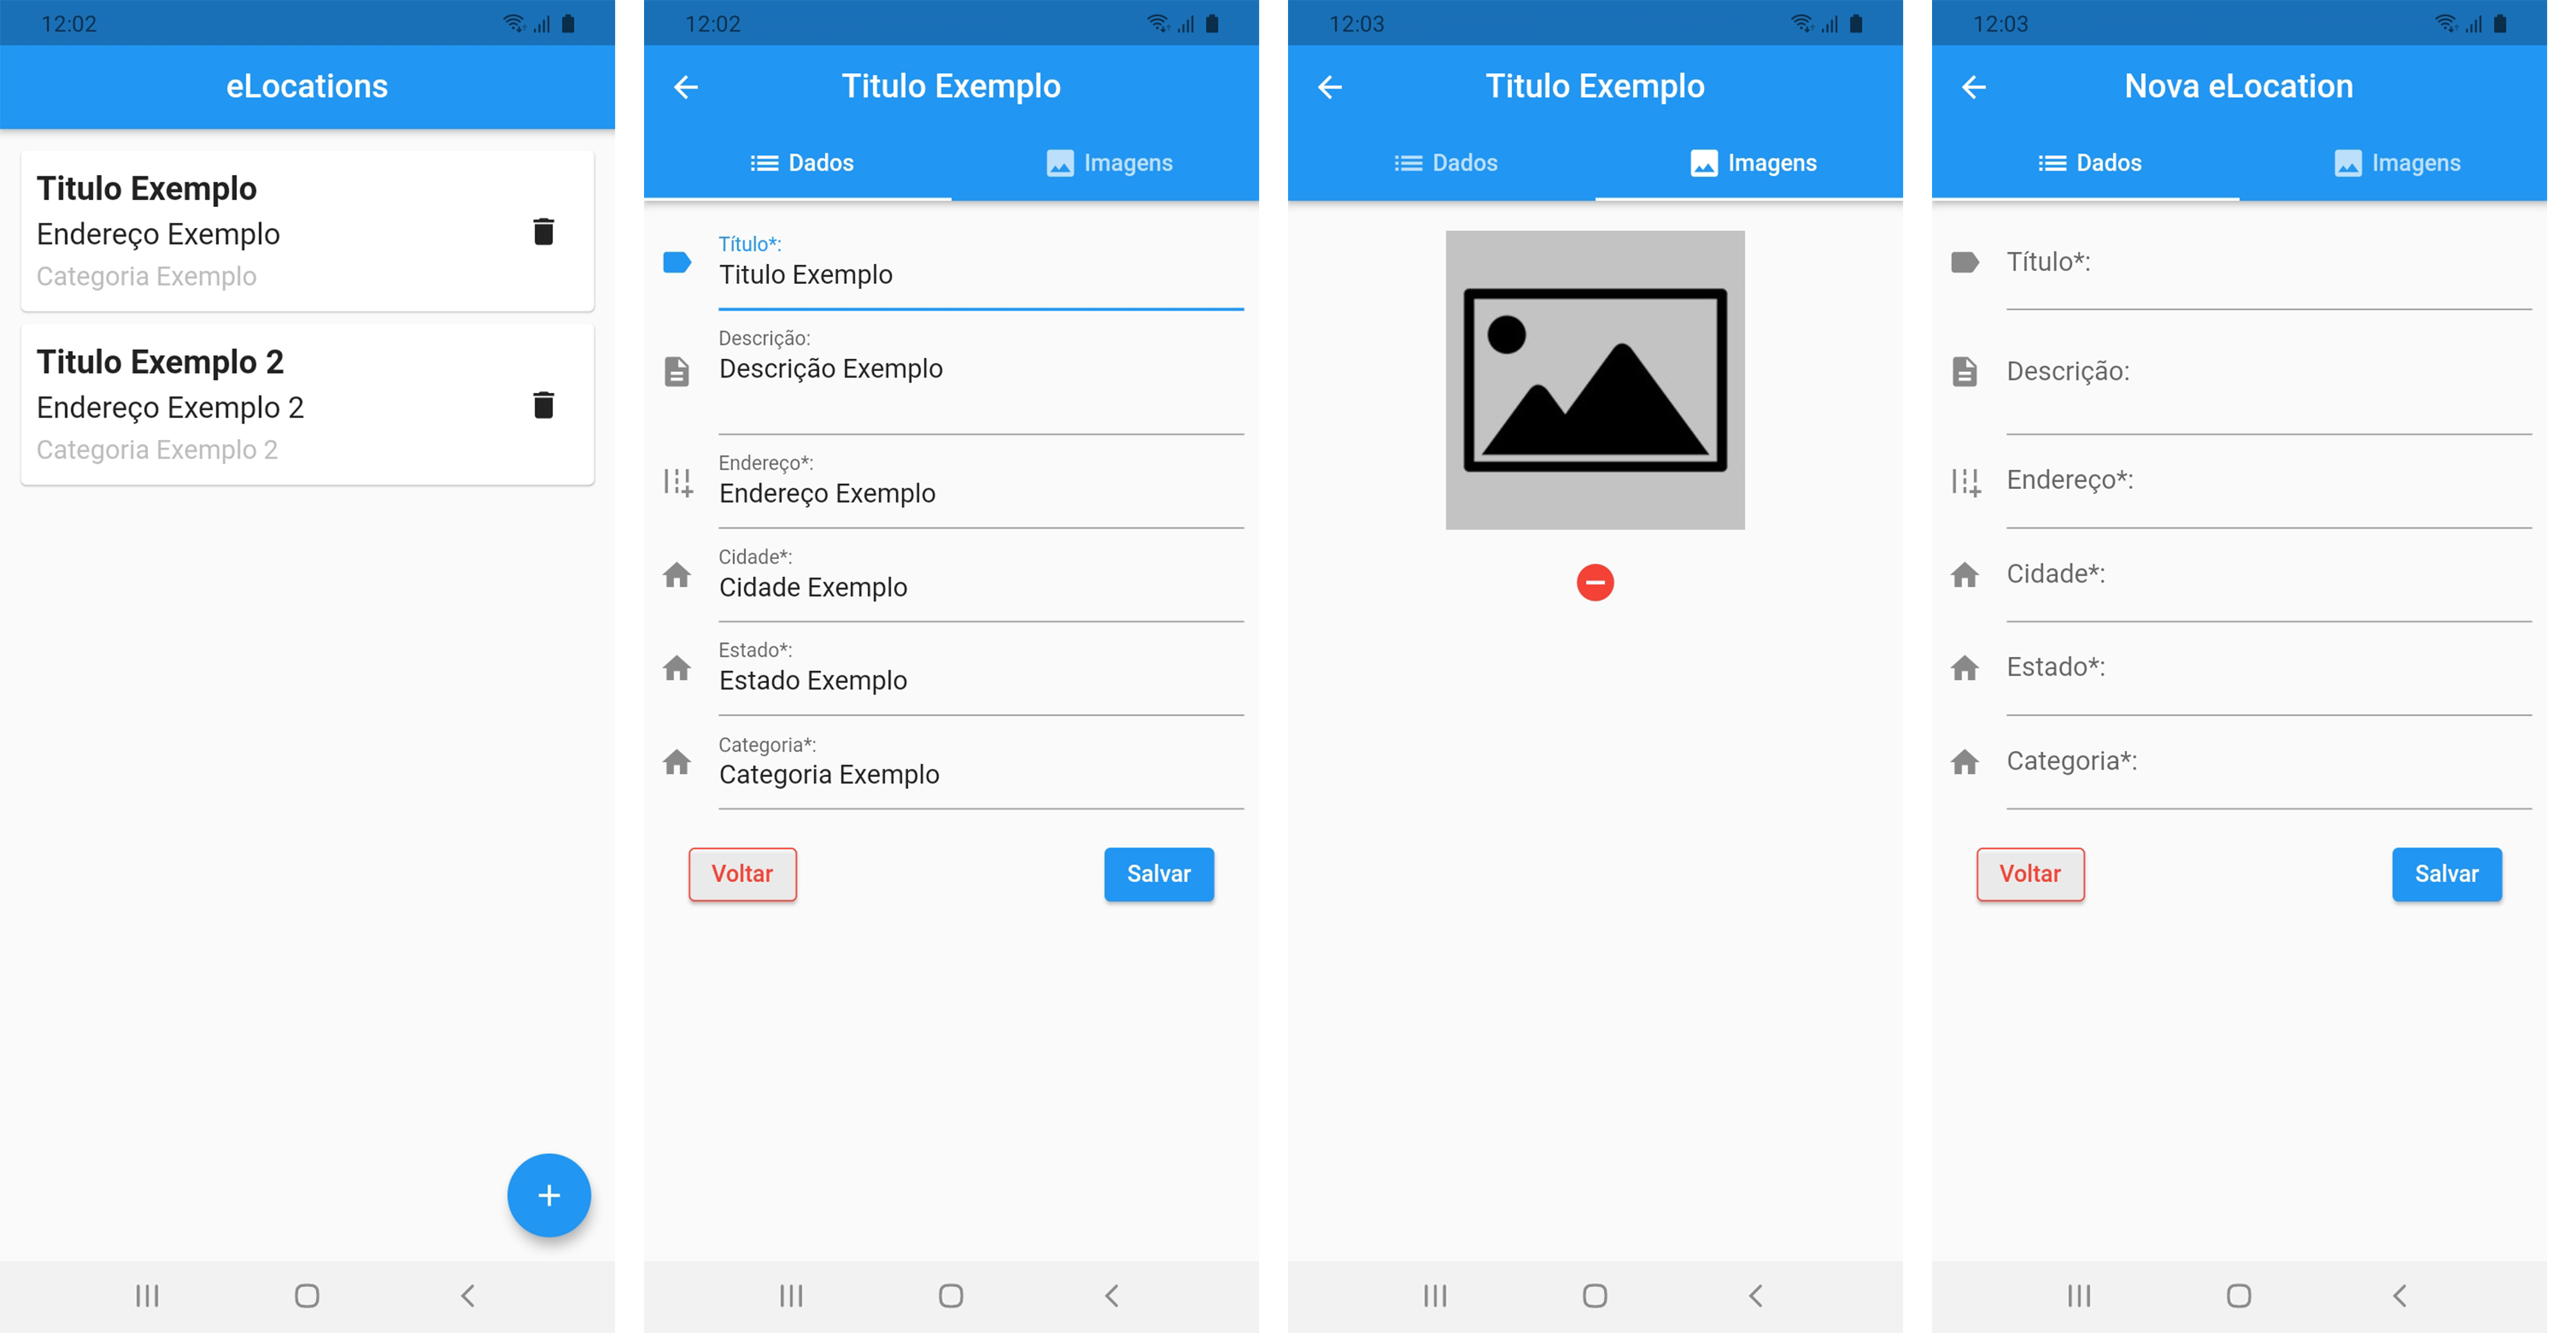 12:02
eLocations
Titulo Exemplo
Endereço Exemplo
Categoria Exemplo
Titulo Exemplo 2
Endereço Exemplo 2
Categoria Exemplo 2
12:02
Titulo Exemplo
Dados
Imagens
Título*:
Titulo Exemplo
Descrição:
Descrição Exemplo
Endereço*:
Endereço Exemplo
Cidade*:
Cidade Exemplo
Estado*:
Estado Exemplo
Categoria*:
Categoria Exemplo
Voltar
Salvar
12:03
Titulo Exemplo
Dados
Imagens
12:03
Nova eLocation
Dados
Imagens
Título*:
Descrição:
Endereço*:
Cidade*:
Estado*:
Categoria*:
Voltar
Salvar